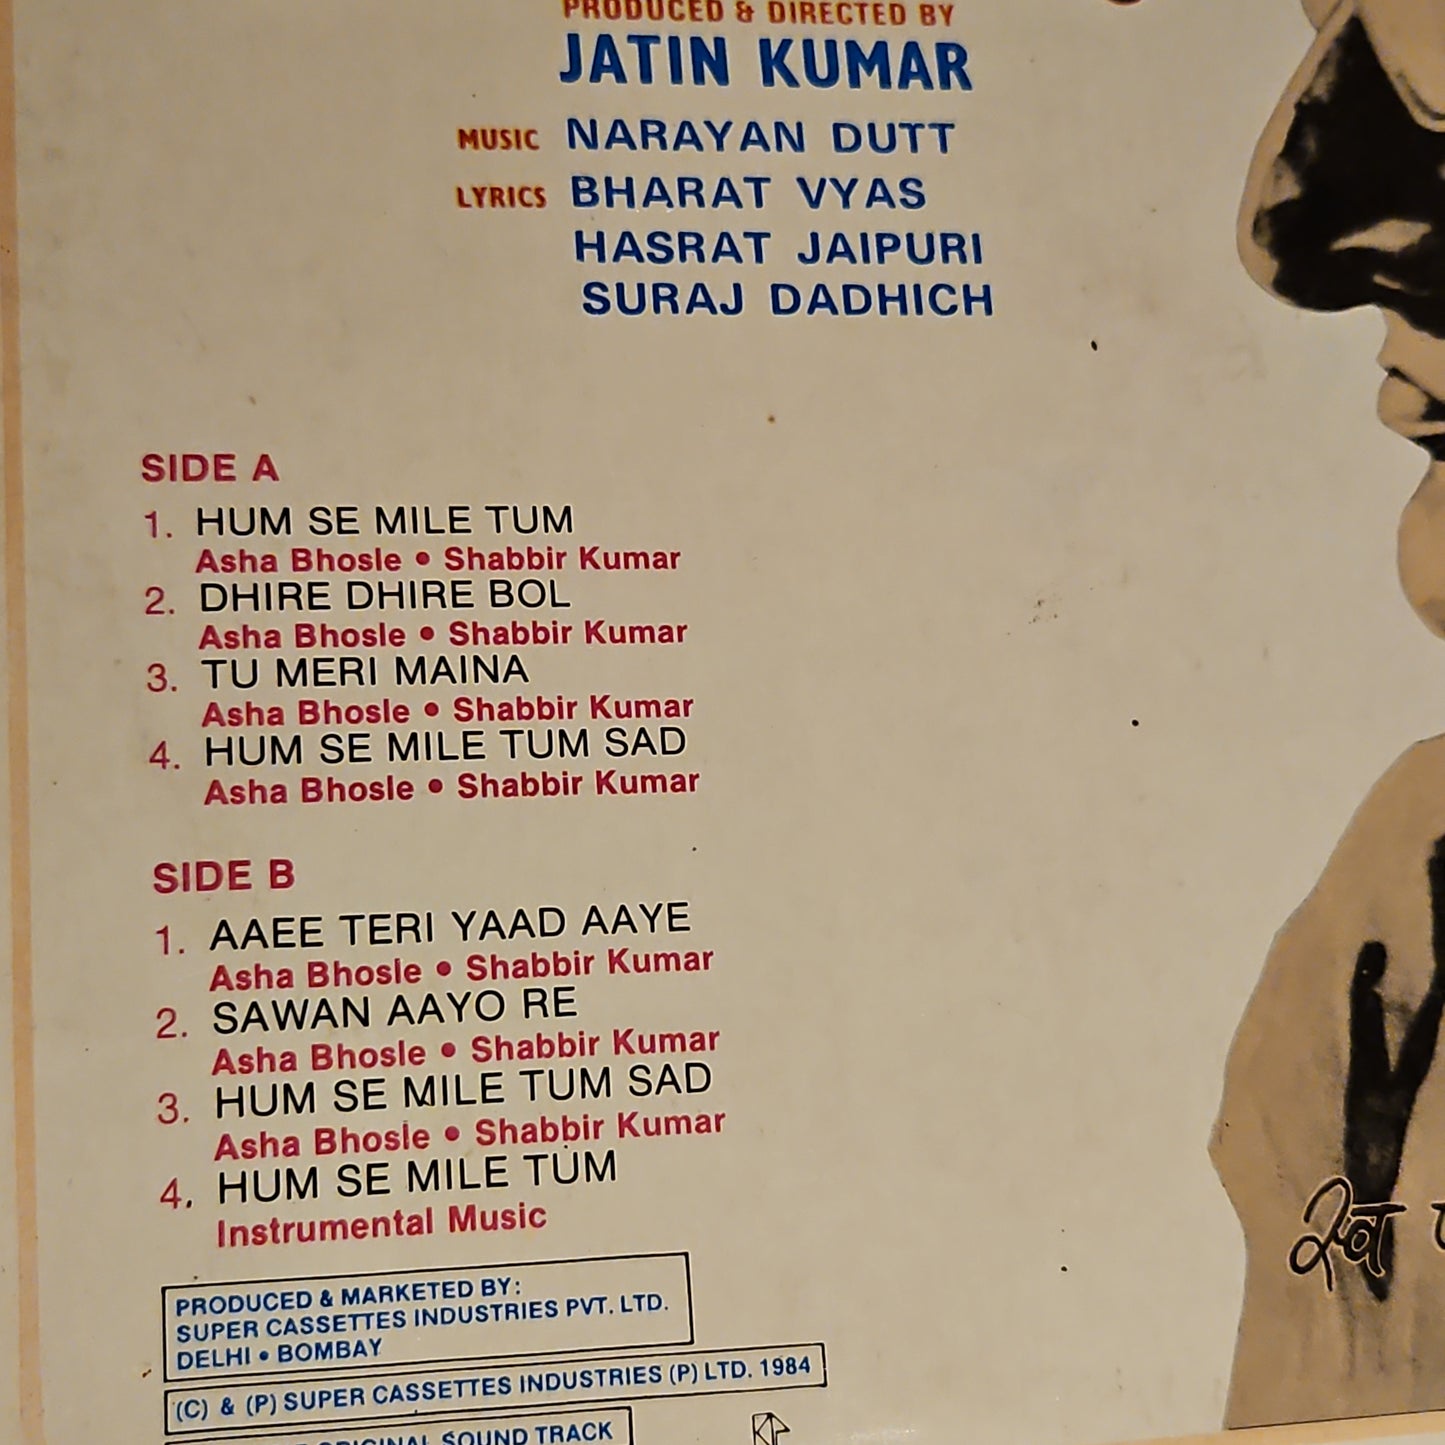 PRODUCED & DIRECTED BY
JATIN KUMAR
MUSIC NARAYAN DUTT
LYRICS BHARAT VYAS
HASRAT JAIPURI
SURAJ DADHICH
SIDE A
1. HUM SE MILE TUM
Asha Bhosle • Shabbir Kumar
2. DHIRE DHIRE BOL
Asha Bhosle • Shabbir Kumar
3. TU MERI MAINA
Asha Bhosle • Shabbir Kumar
4. HUM SE MILE TUM SAD
Asha Bhosle • Shabbir Kumar
SIDE B
1. AAEE TERI YAAD AAYE
Asha Bhosle • Shabbir Kumar
2. SAWAN AAYO RE
Asha Bhosle • Shabbir Kumar
3. HUM SE MILE TUM SAD
Asha Bhosle • Shabbir Kumar
4. HUM SE MILE TUM
Instrumental Music
PRODUCED & MARKETED BY:
SUPER CASSETTES INDUSTRIES PVT. LTD.
DELHI • BOMBAY
(C) & (P) SUPER CASSETTES INDUSTRIES (P) LTD. 1984
ORIGINAL SOUND TRACK
स्व